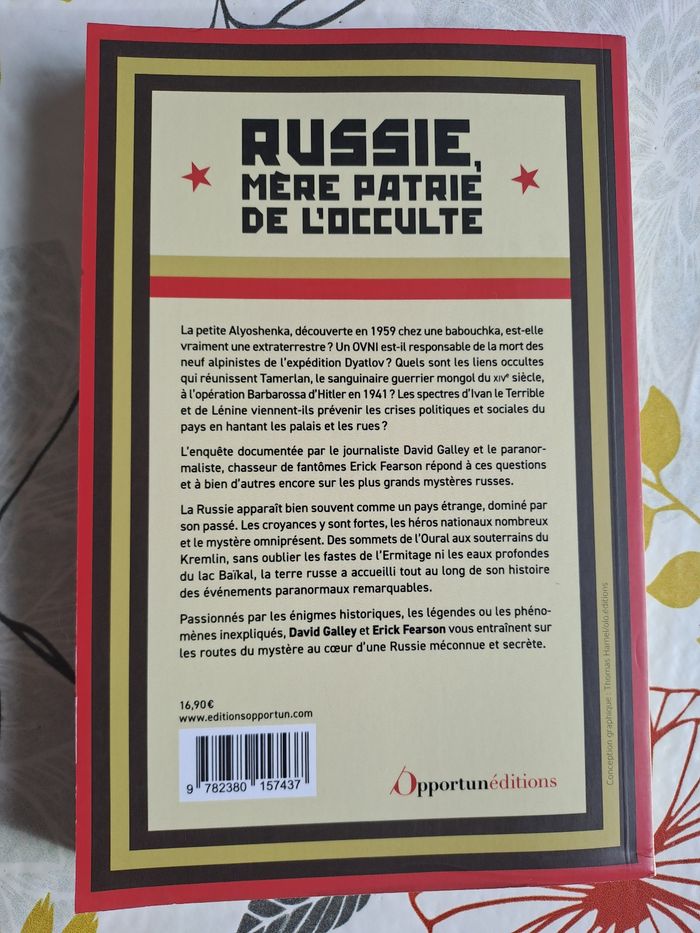 RUSSIE,
MÈRE PATRIE
DE L'OCCULTE
La petite Alyoshenka, découverte en 1959 chez une babouchka, est-elle
vraiment une extraterrestre ? Un OVNI est-il responsable de la mort des
neuf alpinistes de l'expédition Dyatlov ? Quels sont les liens occultes
qui réunissent Tamerlan, le sanguinaire guerrier mongol du XIVe siècle,
à l'opération Barbarossa d'Hitler en 1941 ? Les spectres d'Ivan le Terrible
et de Lénine viennent-ils prévenir les crises politiques et sociales du
pays en hantant les palais et les rues ?
L'enquête documentée par le journaliste David Galley et le paranor-
maliste, chasseur de fantômes Erick Fearson répond à ces questions
et à bien d'autres encore sur les plus grands mystères russes.
La Russie apparaît bien souvent comme un pays étrange, dominé par
son passé. Les croyances y sont fortes, les héros nationaux nombreux
et le mystère omniprésent. Des sommets de l'Oural aux souterrains du
Kremlin, sans oublier les fastes de l'Ermitage ni les eaux profondes
du lac Baïkal, la terre russe a accueilli tout au long de son histoire
des événements paranormaux remarquables.
Passionnés par les énigmes historiques, les légendes ou les phéno-
mènes inexpliqués, David Galley et Erick Fearson vous entraînent sur
les routes du mystère au cœur d'une Russie méconnue et secrète.
16,90 €
www.editionsopportun.com
9 782380 157437
Opportunéditions
Conception graphique : Thomas Hamel/olo.éditions